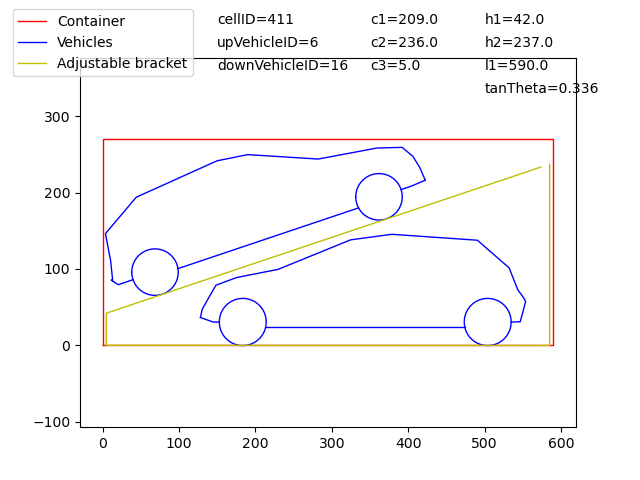 Container
Vehicles
Adjustable bracket
cellID=411 c1=209.0 h1=42.0
upVehicleID=6 c2=236.0 h2=237.0
downVehicleID=16 c3=5.0 l1=590.0
tanTheta=0.336
300
200
100
0
−100
0 100 200 300 400 500 600